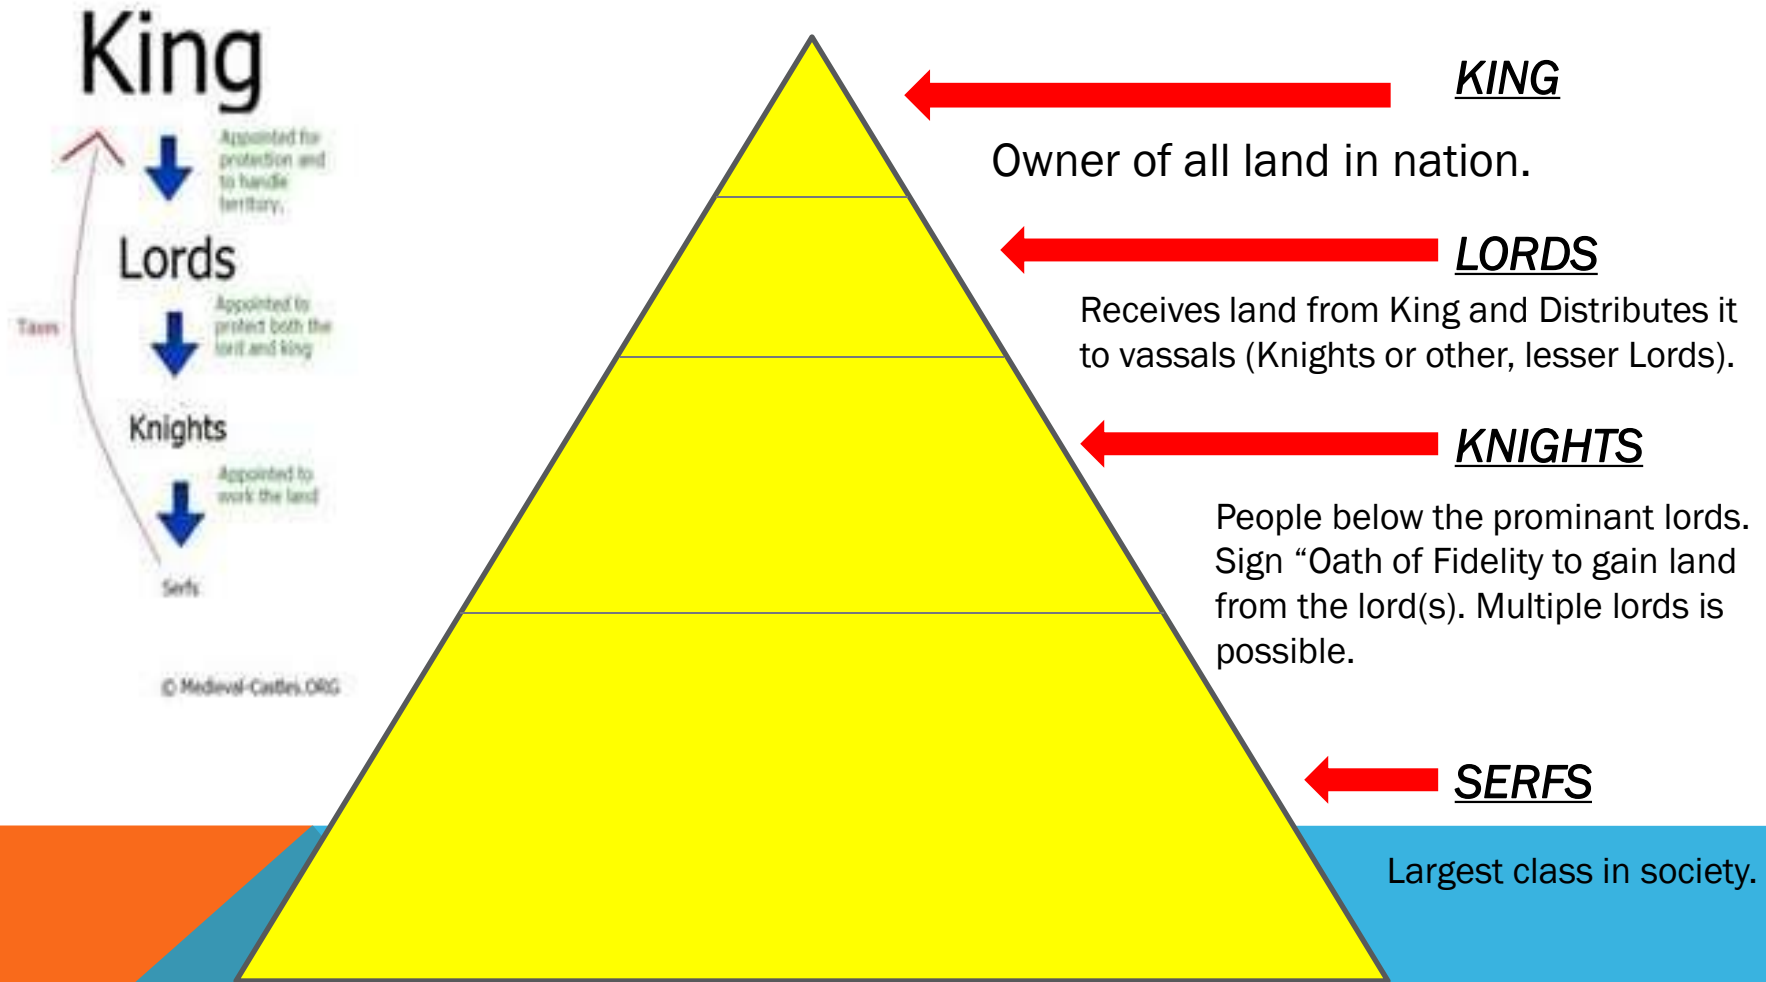 King
Appointed for
protection and
to handle
territory.
Lords
Taxes
Appointed to
protect both the
lord and king
Knights
Appointed to
work the land
Serfs
© Medieval-Castles.ORG
KING
Owner of all land in nation.
LORDS
Receives land from King and Distributes it
to vassals (Knights or other, lesser Lords).
KNIGHTS
People below the prominant lords.
Sign “Oath of Fidelity to gain land
from the lord(s). Multiple lords is
possible.
SERFS
Largest class in society.